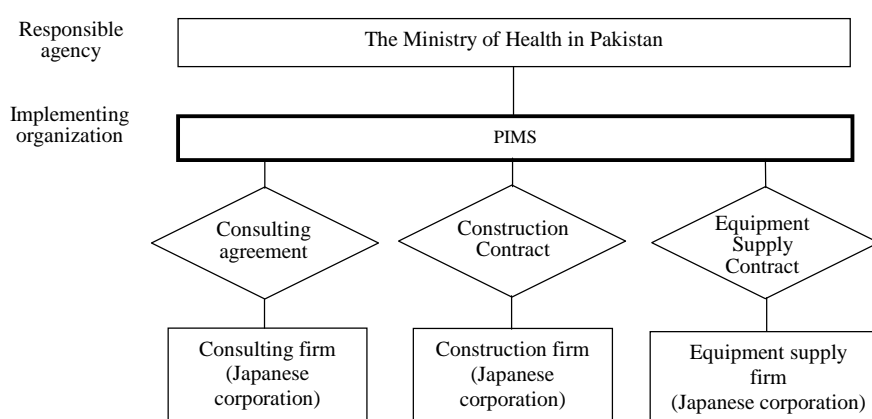 Responsible
agency
The Ministry of Health in Pakistan
Implementing
organization
PIMS
Consulting
agreement
Construction
Contract
Equipment
Supply
Contract
Consulting firm
(Japanese
corporation)
Construction firm
(Japanese
corporation)
Equipment supply
firm
(Japanese corporation)